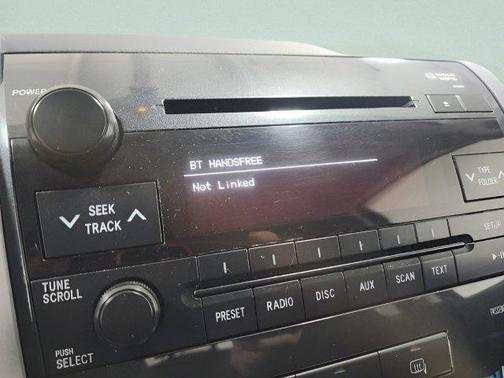 POWER
BT HANDSFREE
Not Linked
SEEK
TRACK
TYPE
FOLDER
SETUP
TUNE
SCROLL
PRESET
RADIO
DISC
AUX
SCAN
TEXT
PUSH
SELECT